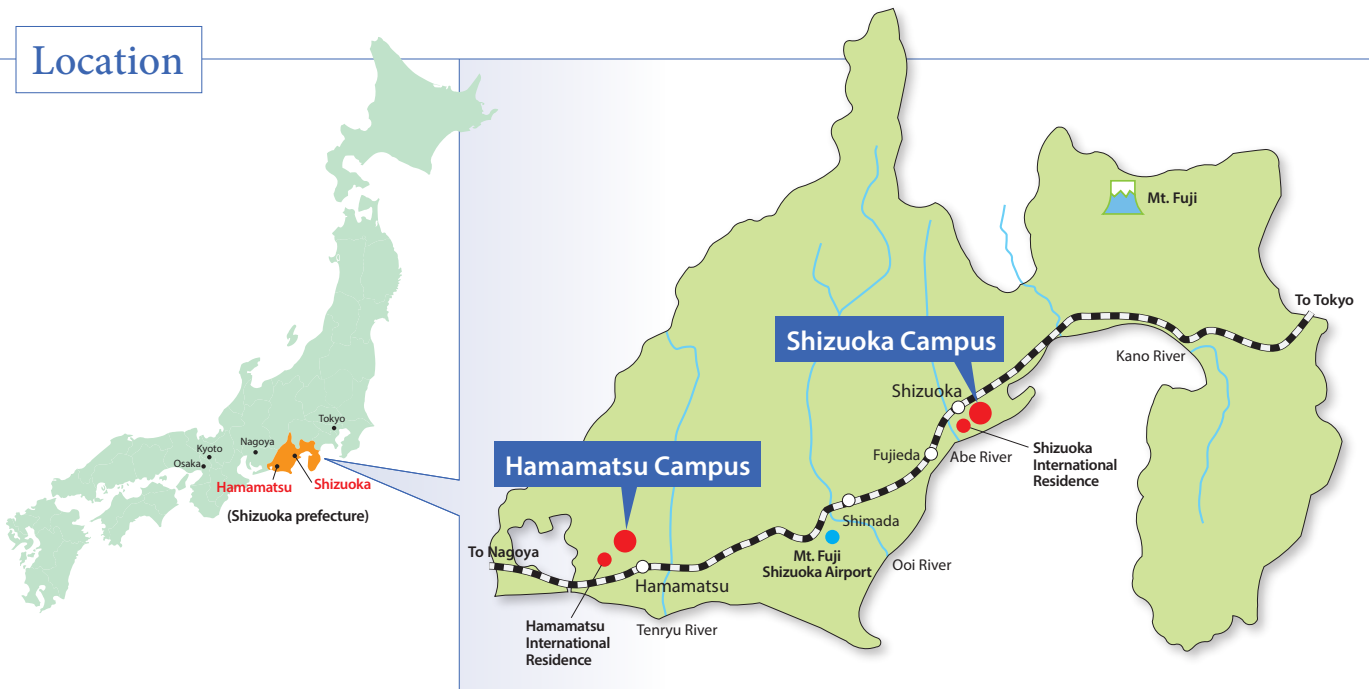 Location
Tokyo
Nagoya
Kyoto
Osaka
Hamamatsu
Shizuoka
(Shizuoka prefecture)
Mt. Fuji
To Tokyo
Shizuoka Campus
Kano River
Shizuoka
Hamamatsu Campus
Fujieda
Abe River
Shizuoka
International
Residence
Shimada
To Nagoya
Mt. Fuji
Shizuoka Airport
Ooi River
Hamamatsu
Hamamatsu
International
Residence
Tenryu River